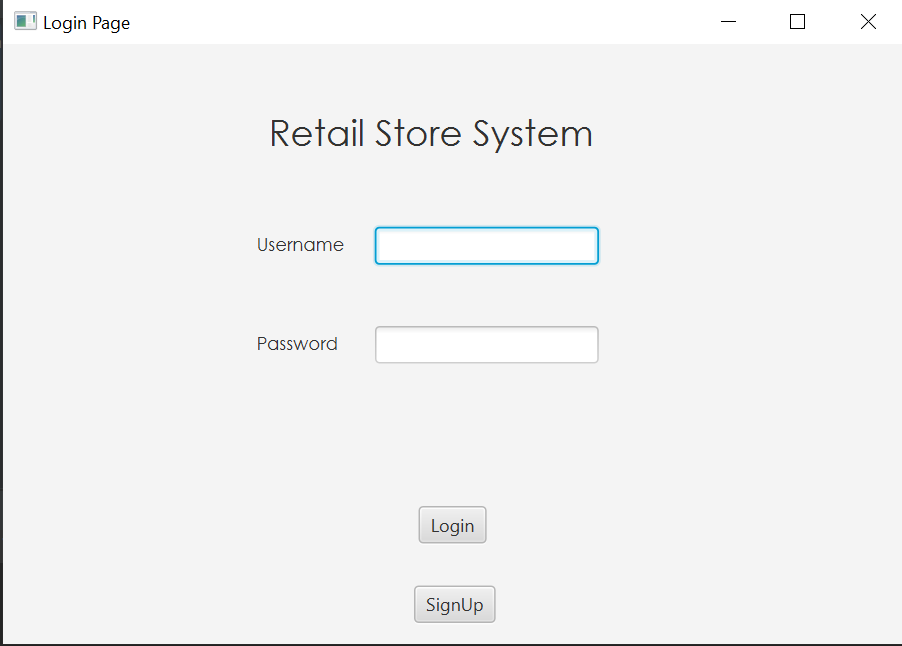 Login Page
Retail Store System
Username
Password
Login
SignUp